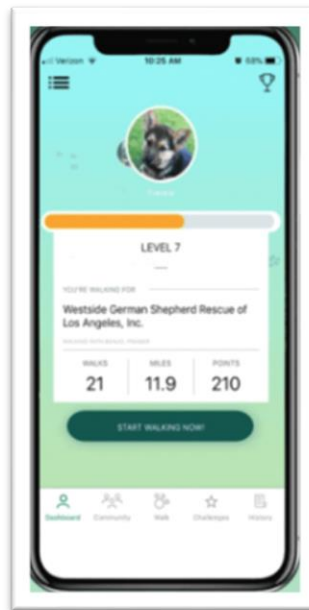 Verizon 10:25 AM 68%
LEVEL 7
YOU'RE WALKING FOR
Westside German Shepherd Rescue of
Los Angeles, Inc.
WALKS MILES POINTS
21 11.9 210
START WALKING NOW!
Dashboard Community Walk Challenges History